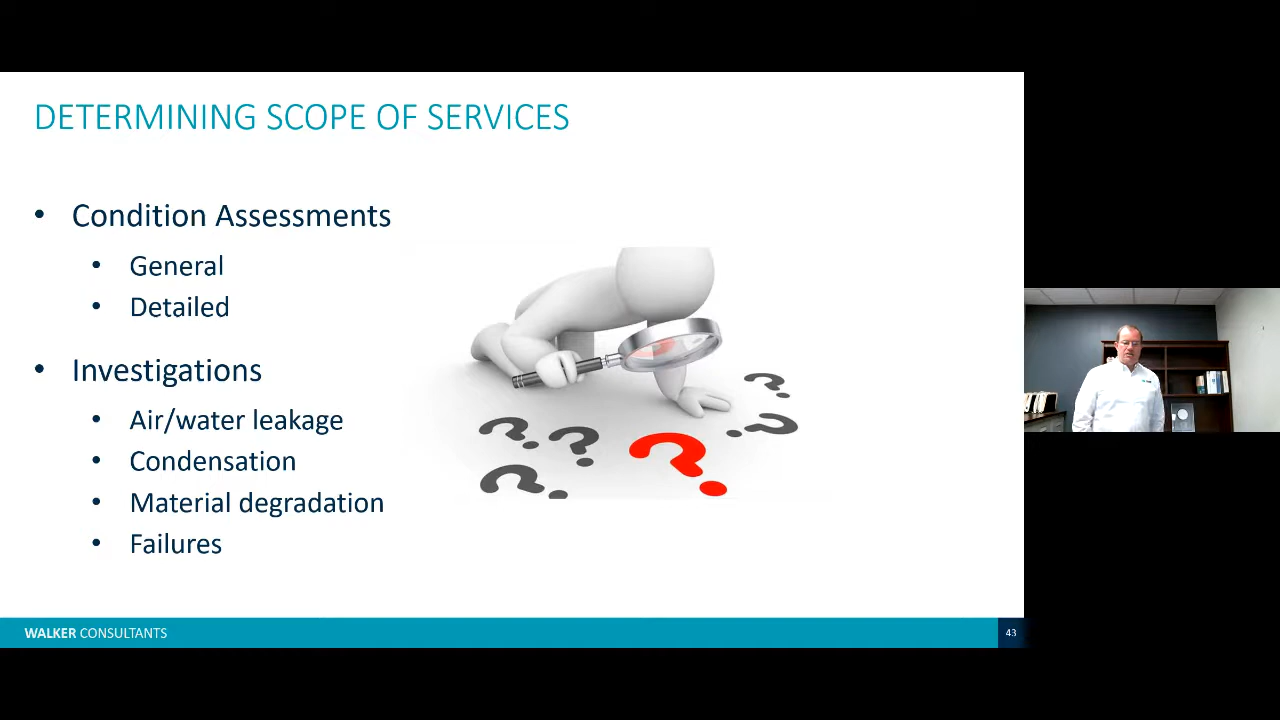 DETERMINING SCOPE OF SERVICES
• Condition Assessments
• General
• Detailed
• Investigations
• Air/water leakage
• Condensation
• Material degradation
• Failures
? ? ? ? ? ?
WALKER CONSULTANTS
43